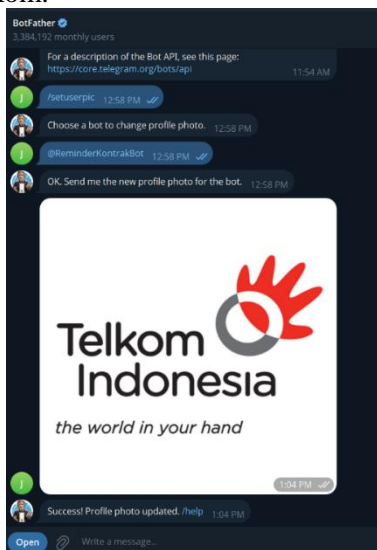 BotFather
3,384,192 monthly users
For a description of the Bot API, see this page:
https://core.telegram.org/bots/api
11:54 AM
J
/setuserpic 12:58 PM
Choose a bot to change profile photo. 12:58 PM
J
@ReminderKontrakBot 12:58 PM
OK. Send me the new profile photo for the bot. 12:58 PM
Telkom
Indonesia
the world in your hand
1:04 PM
J
Success! Profile photo updated. /help 1:04 PM
Open Write a message...